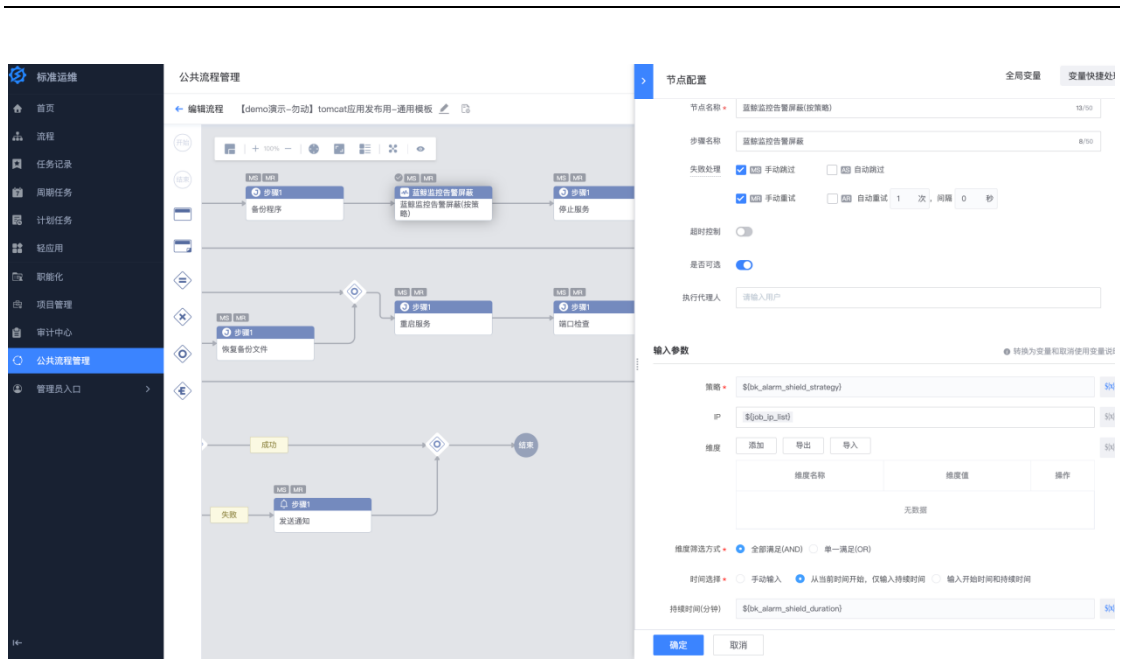 标准运维
首页
流程
任务记录
周期任务
计划任务
轻应用
职能化
项目管理
审计中心
公共流程管理
管理员入口
公共流程管理
编辑流程 【demo演示-勿动】tomcat应用发布用-通用模板
开始
结束
+ 100% −
MS MR
步骤1
备份程序
MS MR
蓝鲸监控告警屏蔽
蓝鲸监控告警屏蔽(按策略)
MS MR
步骤1
停止服务
MS MR
步骤1
恢复备份文件
MS MR
步骤1
重启服务
MS MR
步骤1
端口检查
成功
结束
失败
MS MR
步骤1
发送通知
节点配置
全局变量
变量快捷处
节点名称 * 蓝鲸监控告警屏蔽(按策略) 13/50
步骤名称 蓝鲸监控告警屏蔽 8/50
失败处理 MS 手动跳过 AS 自动跳过
MR 手动重试 AR 自动重试 1 次，间隔 0 秒
超时控制
是否可选
执行代理人 请输入用户
输入参数 转换为变量和取消使用变量说
策略 * ${bk_alarm_shield_strategy}
IP ${job_ip_list}
维度 添加 导出 导入
维度名称 维度值 操作
无数据
维度筛选方式 * 全部满足(AND) 单一满足(OR)
时间选择 * 手动输入 从当前时间开始，仅输入持续时间 输入开始时间和持续时间
持续时间(分钟) ${bk_alarm_shield_duration}
确定 取消